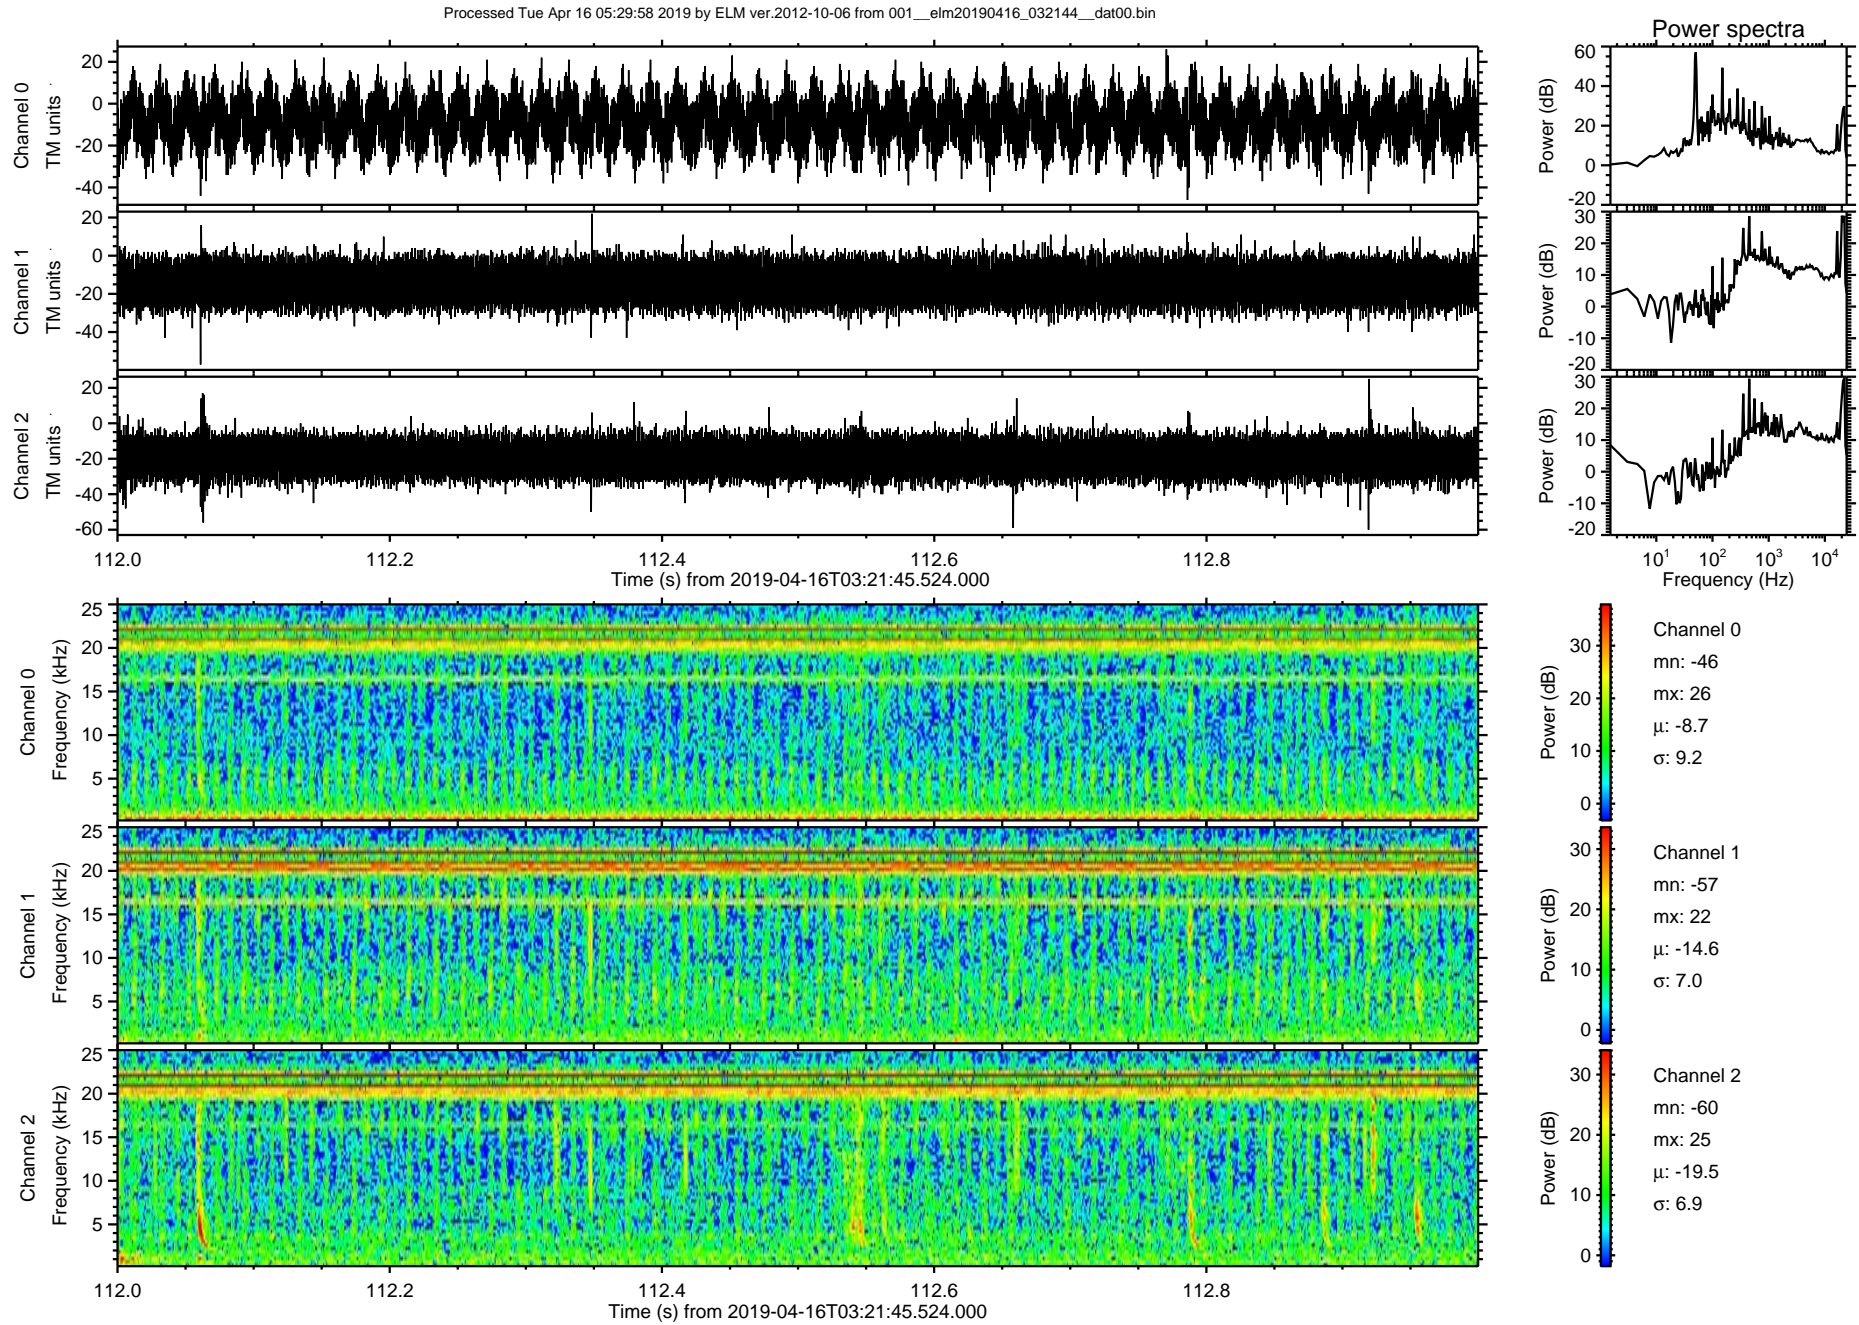 Processed Tue Apr 16 05:29:58 2019 by ELM ver.2012-10-06 from 001__elm20190416_032144__dat00.bin
Power spectra
Channel 0
TM units
20
0
-20
-40
Power (dB)
60
40
20
0
-20
Channel 1
TM units
20
0
-20
-40
Power (dB)
30
20
10
0
-10
-20
Channel 2
TM units
20
0
-20
-40
-60
Power (dB)
30
20
10
0
-10
-20
112.0 112.2 112.4 112.6 112.8
Time (s) from 2019-04-16T03:21:45.524.000
10¹ 10² 10³ 10⁴
Frequency (Hz)
Channel 0
Frequency (kHz)
25
20
15
10
5
Power (dB)
30
20
10
0
Channel 0
mn: -46
mx: 26
μ: -8.7
σ: 9.2
Channel 1
Frequency (kHz)
25
20
15
10
5
Power (dB)
30
20
10
0
Channel 1
mn: -57
mx: 22
μ: -14.6
σ: 7.0
Channel 2
Frequency (kHz)
25
20
15
10
5
Power (dB)
30
20
10
0
Channel 2
mn: -60
mx: 25
μ: -19.5
σ: 6.9
112.0 112.2 112.4 112.6 112.8
Time (s) from 2019-04-16T03:21:45.524.000